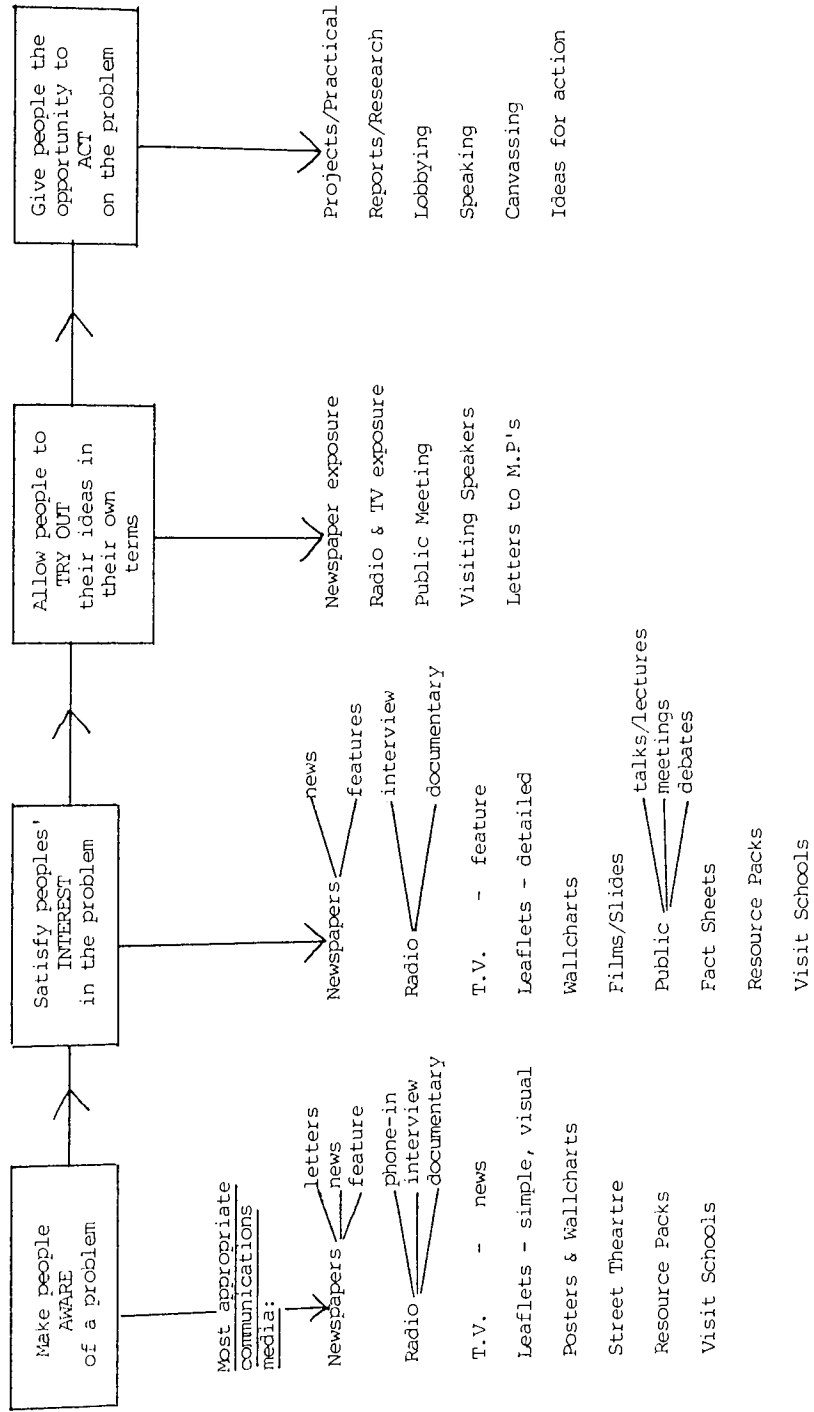 Make people
AWARE
of a problem
Most appropriate
communications
media:
Newspapers
letters
news
feature
Radio
phone-in
interview
documentary
T.V. - news
Leaflets - simple, visual
Posters & Wallcharts
Street Theartre
Resource Packs
Visit Schools
Satisfy peoples'
INTEREST
in the problem
Newspapers
news
features
Radio
interview
documentary
T.V. - feature
Leaflets - detailed
Wallcharts
Films/Slides
Public
talks/lectures
meetings
debates
Fact Sheets
Resource Packs
Visit Schools
Allow people to
TRY OUT
their ideas in
their own
terms
Newspaper exposure
Radio & TV exposure
Public Meeting
Visiting Speakers
Letters to M.P's
Give people the
opportunity to
ACT
on the problem
Projects/Practical
Reports/Research
Lobbying
Speaking
Canvassing
Ideas for action